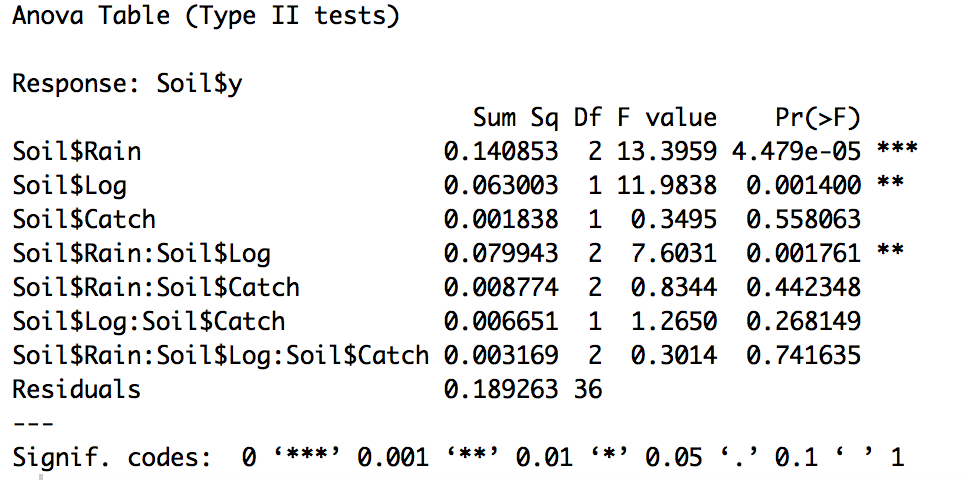 Anova Table (Type II tests)
Response: Soil$y
Sum Sq Df F value Pr(>F)
Soil$Rain 0.140853 2 13.3959 4.479e-05 ***
Soil$Log 0.063003 1 11.9838 0.001400 **
Soil$Catch 0.001838 1 0.3495 0.558063
Soil$Rain:Soil$Log 0.079943 2 7.6031 0.001761 **
Soil$Rain:Soil$Catch 0.008774 2 0.8344 0.442348
Soil$Log:Soil$Catch 0.006651 1 1.2650 0.268149
Soil$Rain:Soil$Log:Soil$Catch 0.003169 2 0.3014 0.741635
Residuals 0.189263 36
---
Signif. codes: 0 ‘***’ 0.001 ‘**’ 0.01 ‘*’ 0.05 ‘.’ 0.1 ‘ ’ 1